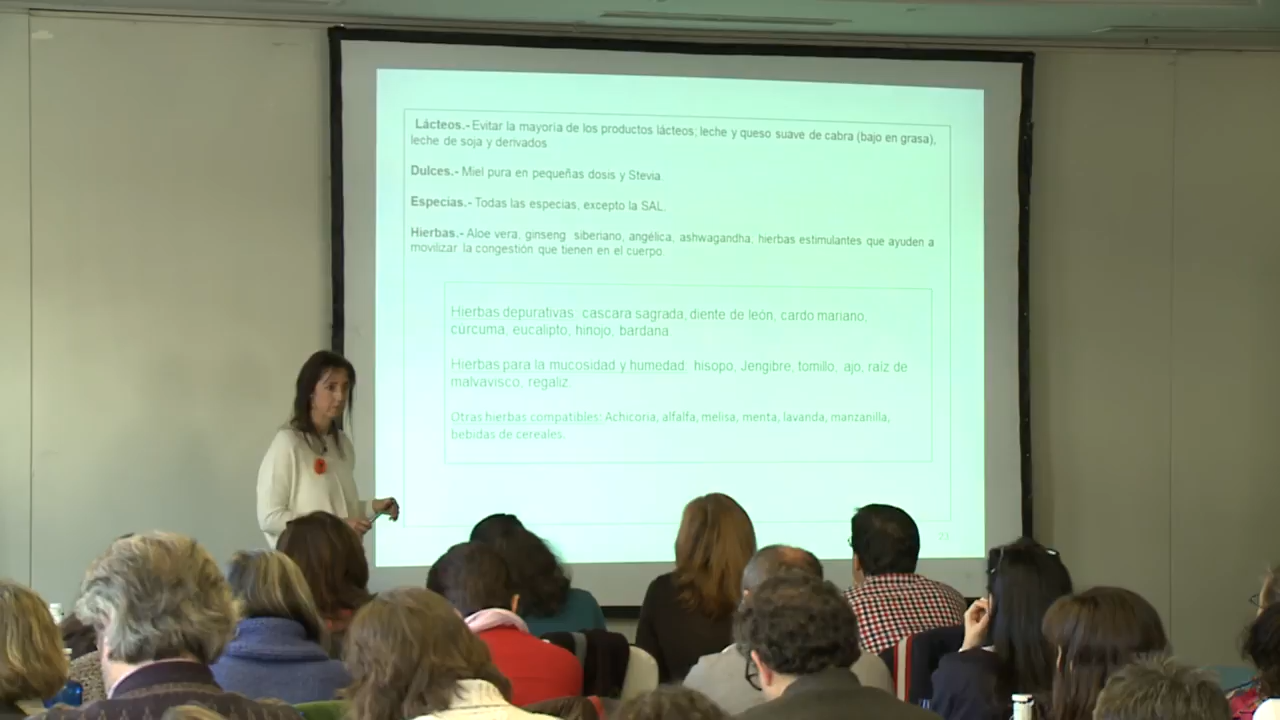 Lácteos.- Evitar la mayoría de los productos lácteos; leche y queso suave de cabra (bajo en grasa),
leche de soja y derivados
Dulces.- Miel pura en pequeñas dosis y Stevia.
Especias.- Todas las especias, excepto la SAL.
Hierbas.- Aloe vera, ginseng siberiano, angélica, ashwagandha, hierbas estimulantes que ayuden a
movilizar la congestión que tienen en el cuerpo.
Hierbas depurativas: cascara sagrada, diente de león, cardo mariano,
cúrcuma, eucalipto, hinojo, bardana
Hierbas para la mucosidad y humedad: hisopo, Jengibre, tomillo, ajo, raíz de
malvavisco, regaliz.
Otras hierbas compatibles: Achicoria, alfalfa, melisa, menta, lavanda, manzanilla,
bebidas de cereales.
23